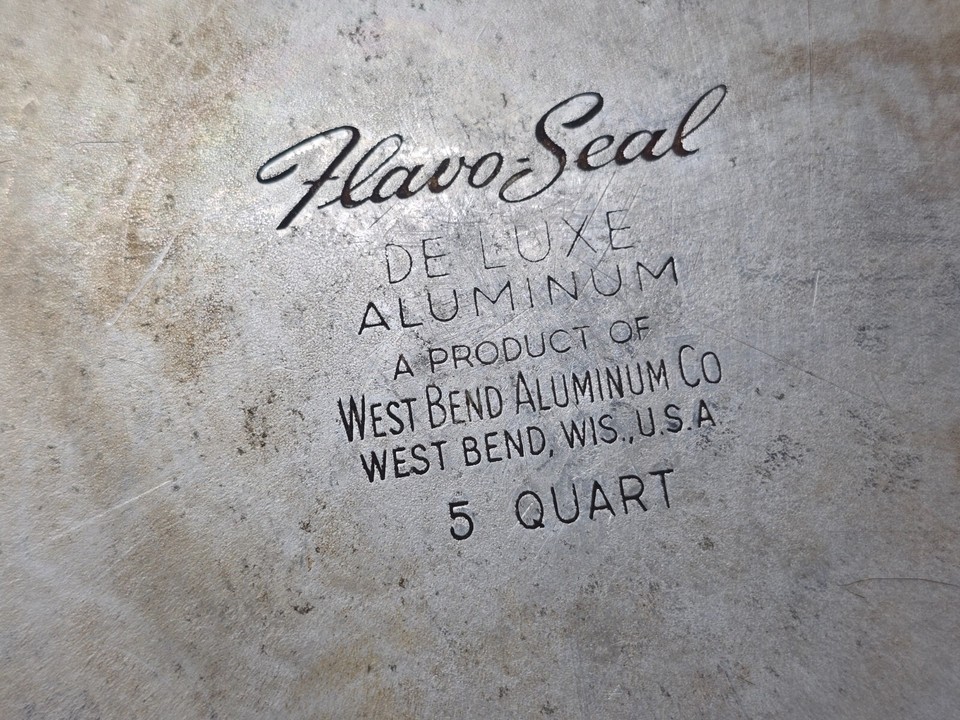 Flavo-Seal
DE LUXE
ALUMINUM
A PRODUCT OF
WEST BEND ALUMINUM CO
WEST BEND, WIS., U.S.A
5 QUART